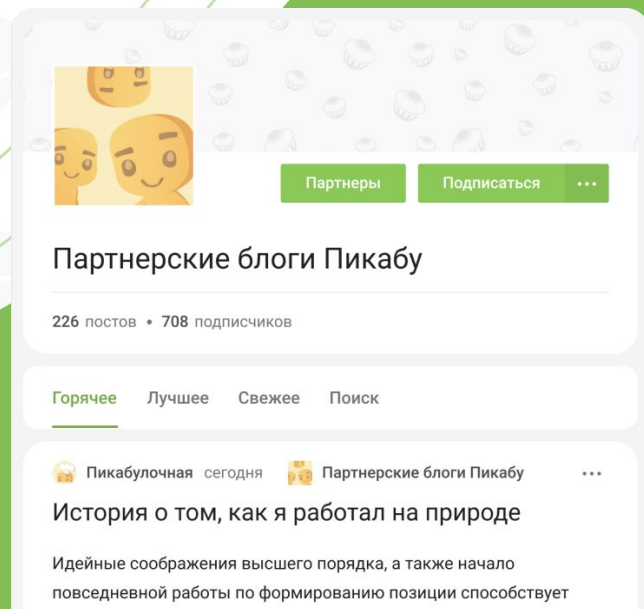 Партнеры
Подписаться
Партнерские блоги Пикабу
226 постов • 708 подписчиков
Горячее Лучшее Свежее Поиск
Пикабулочная сегодня Партнерские блоги Пикабу
История о том, как я работал на природе
Идейные соображения высшего порядка, а также начало
повседневной работы по формированию позиции способствует